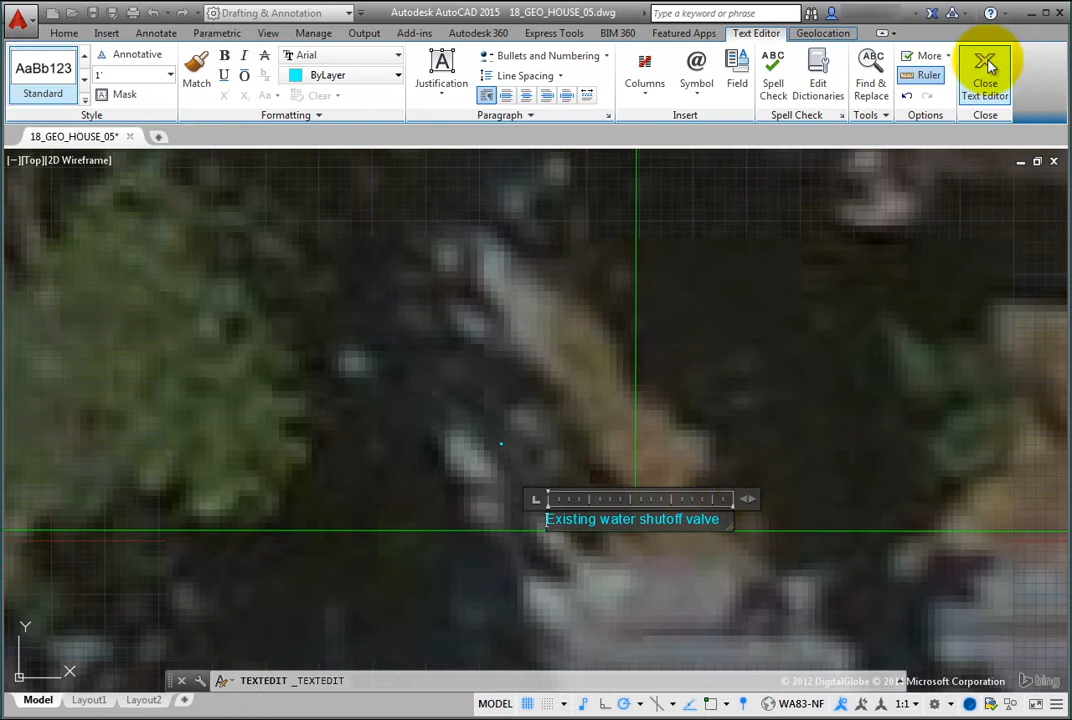 Drafting & Annotation
Autodesk AutoCAD 2015 18_GEO_HOUSE_05.dwg
Type a keyword or phrase
Home Insert Annotate Parametric View Manage Output Add-ins Autodesk 360 Express Tools BIM 360 Featured Apps Text Editor Geolocation
AaBb123
Standard
Annotative
1'
Mask
Style
Match
B I A
U O
Arial
ByLayer
Clear
Formatting
Justification
Bullets and Numbering
Line Spacing
Paragraph
Columns
Symbol
Field
Insert
Spell
Check
Edit
Dictionaries
Spell Check
Find &
Replace
Tools
More
Ruler
Options
Close
Text Editor
Close
18_GEO_HOUSE_05*
[−][Top][2D Wireframe]
Existing water shutoff valve
Y
X
TEXTEDIT _TEXTEDIT
© 2012 DigitalGlobe
Microsoft Corporation
bing
Model Layout1 Layout2
MODEL
WA83-NF
1:1